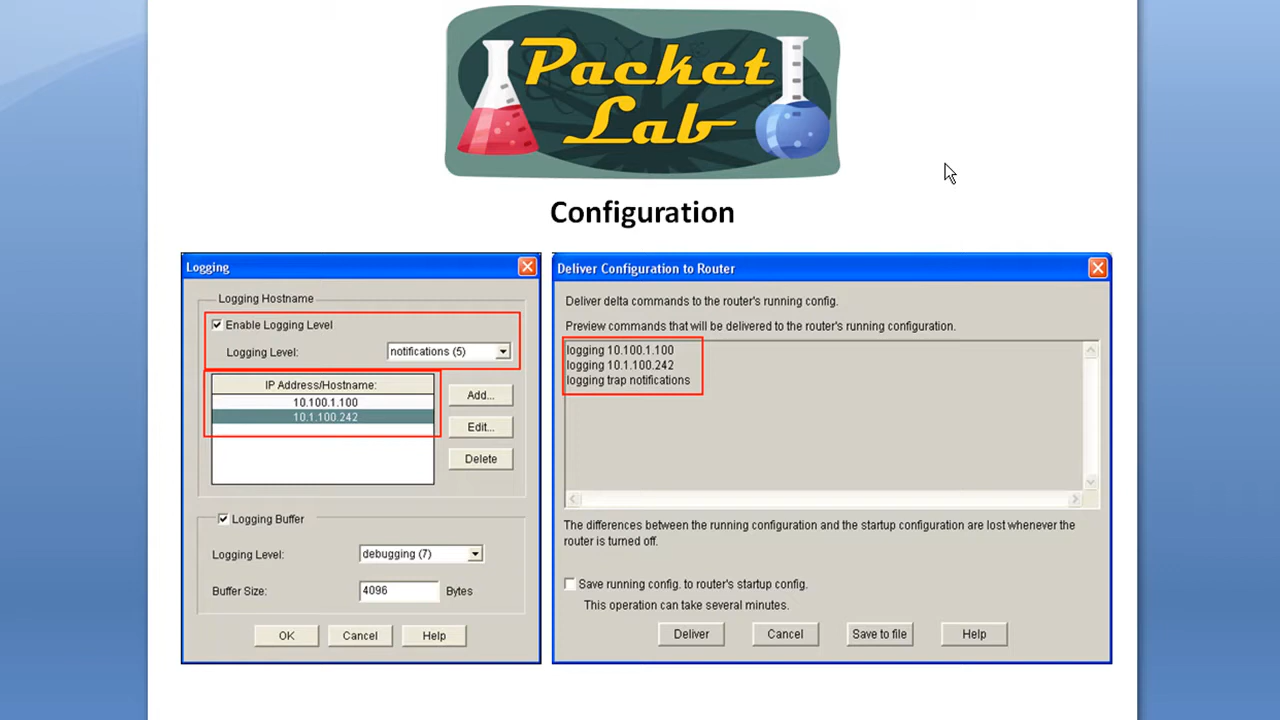 Packet
Lab
Configuration
Logging
Logging Hostname
Enable Logging Level
Logging Level: notifications (5)
IP Address/Hostname:
10.100.1.100
10.1.100.242
Add...
Edit...
Delete
Logging Buffer
Logging Level: debugging (7)
Buffer Size: 4096 Bytes
OK Cancel Help
Deliver Configuration to Router
Deliver delta commands to the router's running config.
Preview commands that will be delivered to the router's running configuration.
logging 10.100.1.100
logging 10.1.100.242
logging trap notifications
The differences between the running configuration and the startup configuration are lost whenever the
router is turned off.
Save running config. to router's startup config.
This operation can take several minutes.
Deliver Cancel Save to file Help